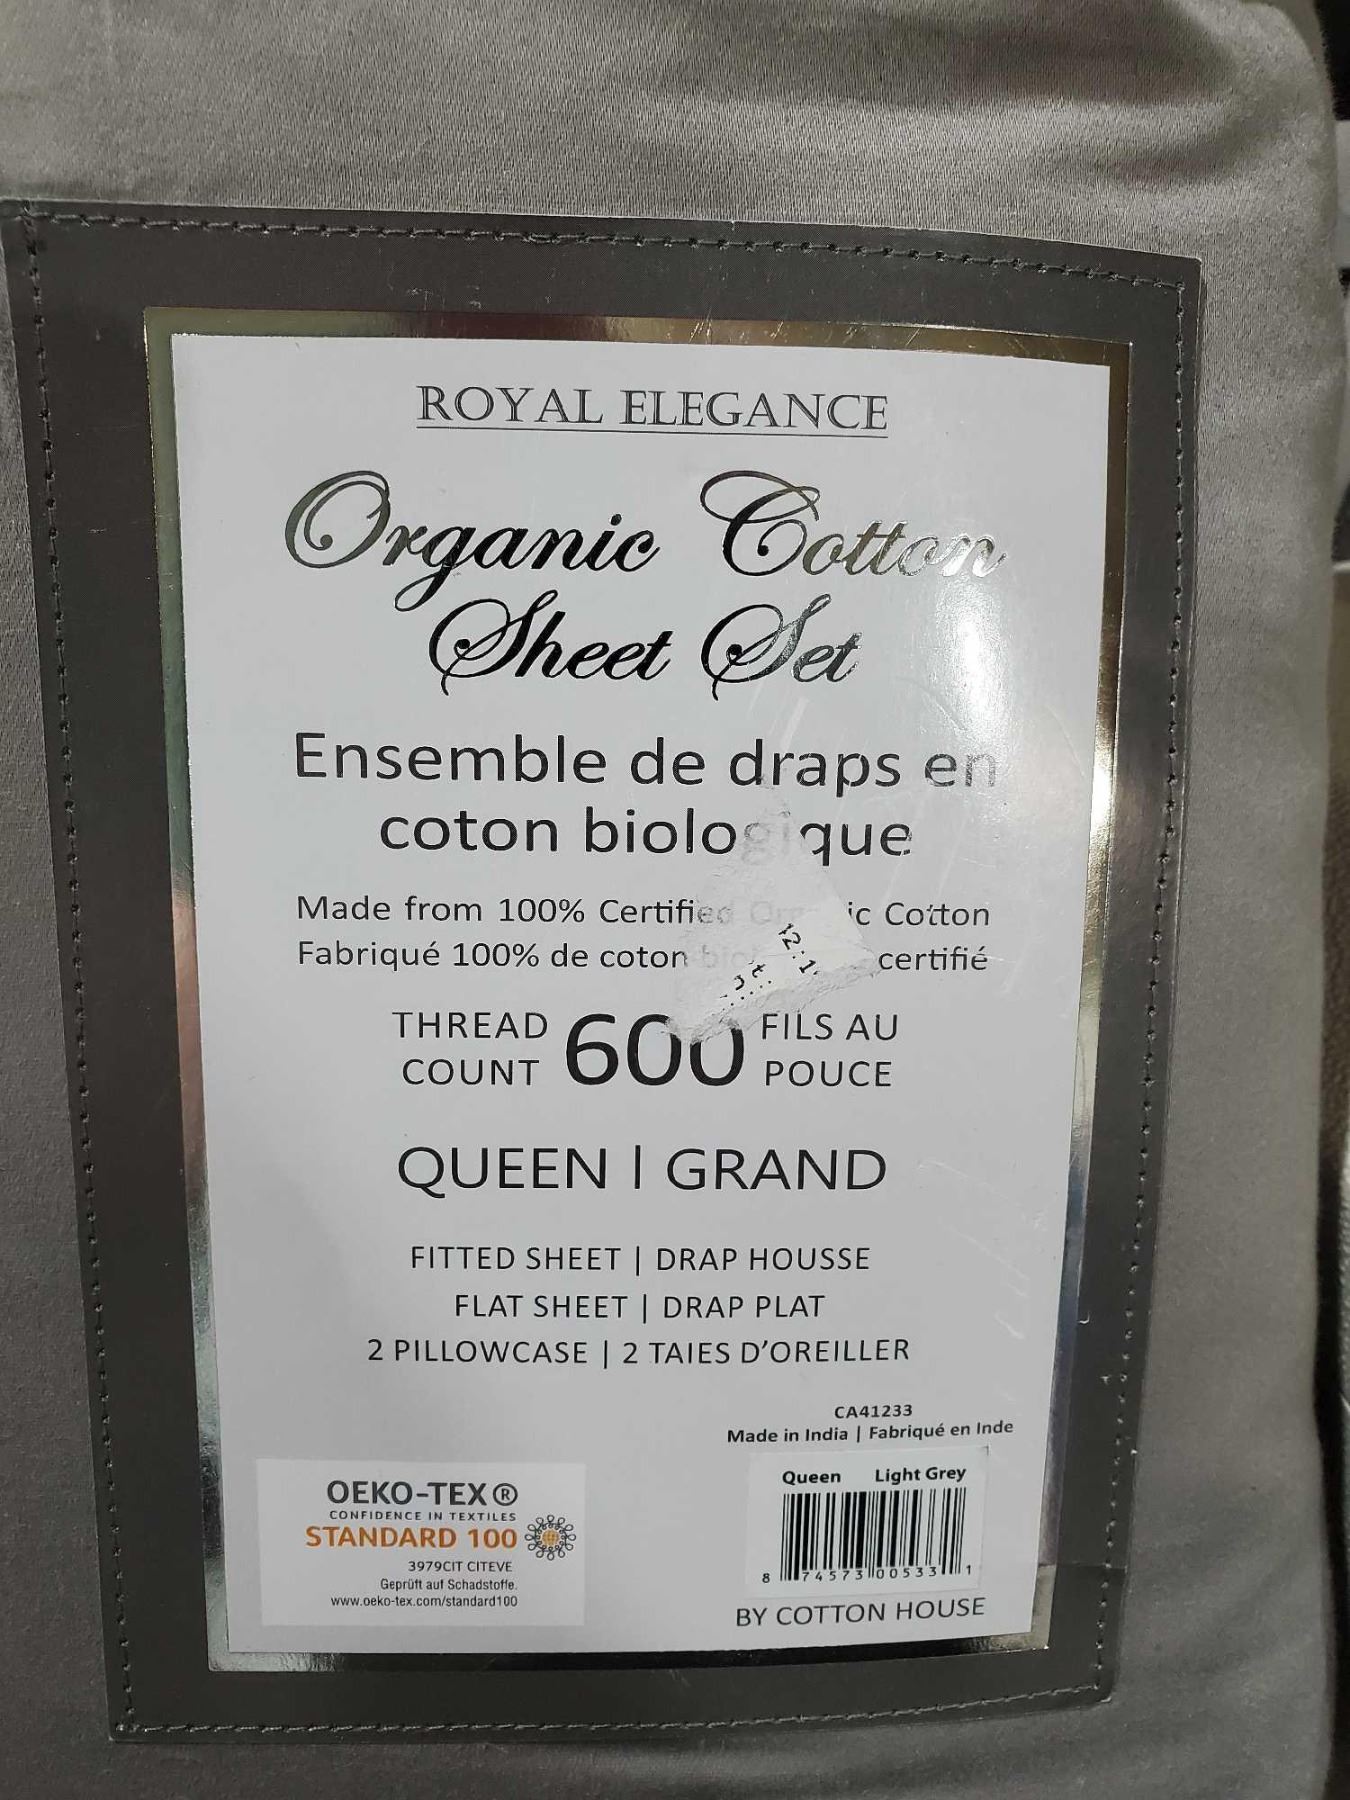 ROYAL ELEGANCE
Organic Cotton
Sheet Set
Ensemble de draps en
coton biologique
Made from 100% Certified Organic Cotton
Fabriqué 100% de coton certifié
THREAD COUNT 600 FILS AU POUCE
QUEEN | GRAND
FITTED SHEET | DRAP HOUSSE
FLAT SHEET | DRAP PLAT
2 PILLOWCASE | 2 TAIES D'OREILLER
CA41233
Made in India | Fabriqué en Inde
Queen Light Grey
8 74573 00533 1
BY COTTON HOUSE
OEKO-TEX®
CONFIDENCE IN TEXTILES
STANDARD 100
3979CIT CITEVE
Geprüft auf Schadstoffe.
www.oeko-tex.com/standard100